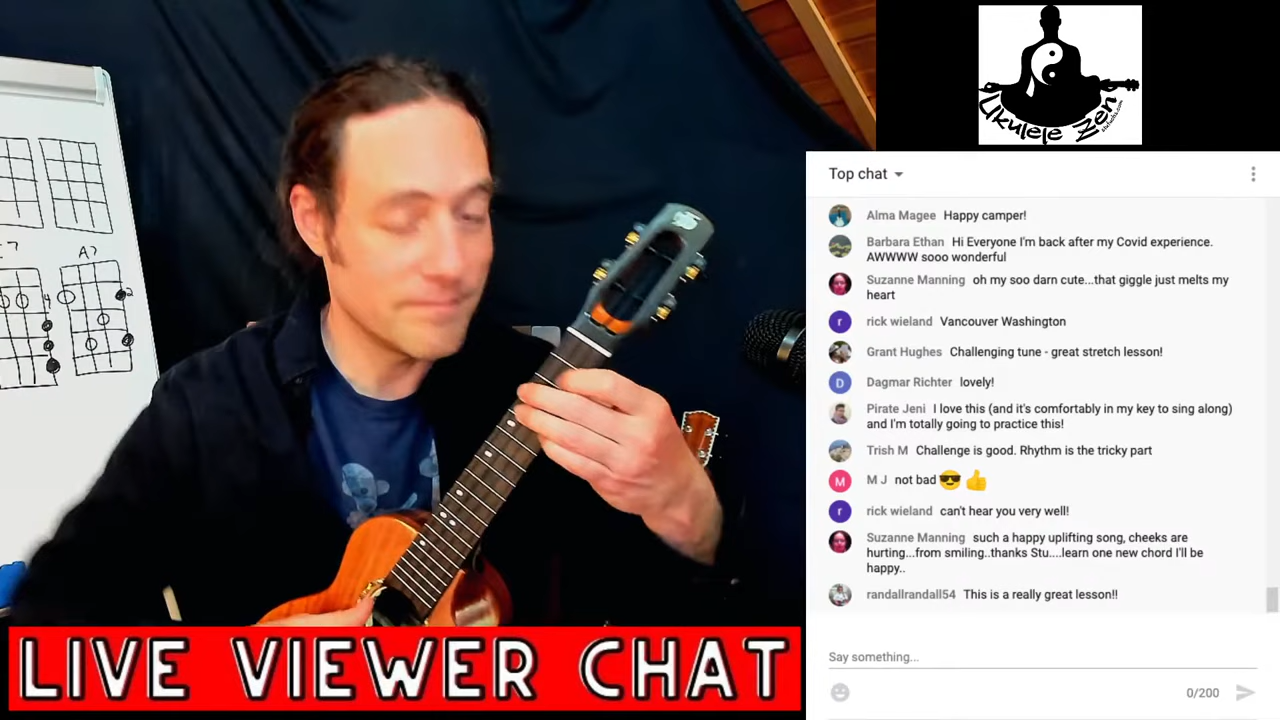 Ukulele Zen
Top chat
Alma Magee Happy camper!
Barbara Ethan Hi Everyone I'm back after my Covid experience.
AWWWW sooo wonderful
Suzanne Manning oh my soo darn cute...that giggle just melts my
heart
rick wieland Vancouver Washington
Grant Hughes Challenging tune - great stretch lesson!
D
Dagmar Richter lovely!
Pirate Jeni I love this (and it's comfortably in my key to sing along)
and I'm totally going to practice this!
Trish M Challenge is good. Rhythm is the tricky part
M
M J not bad 😎 👍
r
rick wieland can't hear you very well!
Suzanne Manning such a happy uplifting song, cheeks are
hurting...from smiling..thanks Stu....learn one new chord I'll be
happy..
randallrandall54 This is a really great lesson!!
Say something...
0/200
A7
LIVE VIEWER CHAT